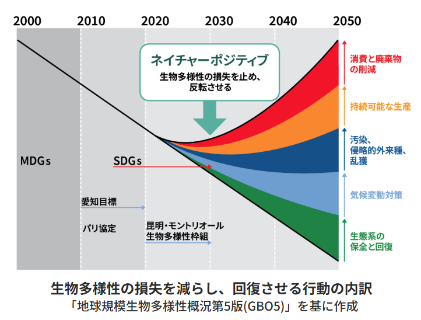 2000 2010 2020 2030 2040 2050
ネイチャーポジティブ
生物多様性の損失を止め、
反転させる
消費と廃棄物
の削減
持続可能な生産
汚染、
侵略的外来種、
乱獲
気候変動対策
生態系の
保全と回復
MDGs
SDGs
愛知目標
パリ協定
昆明・モントリオール
生物多様性枠組
生物多様性の損失を減らし、回復させる行動の内訳
「地球規模生物多様性概況第5版(GBO5)」を基に作成